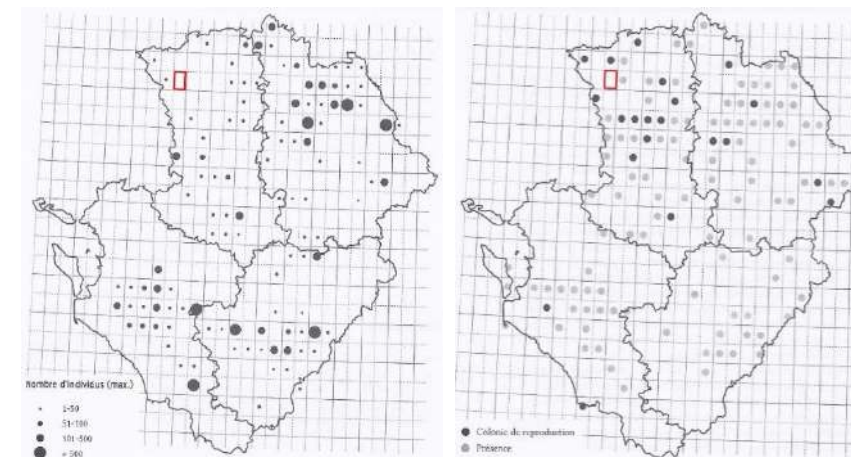 Nombre d'individus (max.)
1-50
51-100
101-500
> 500
Colonie de reproduction
Présence